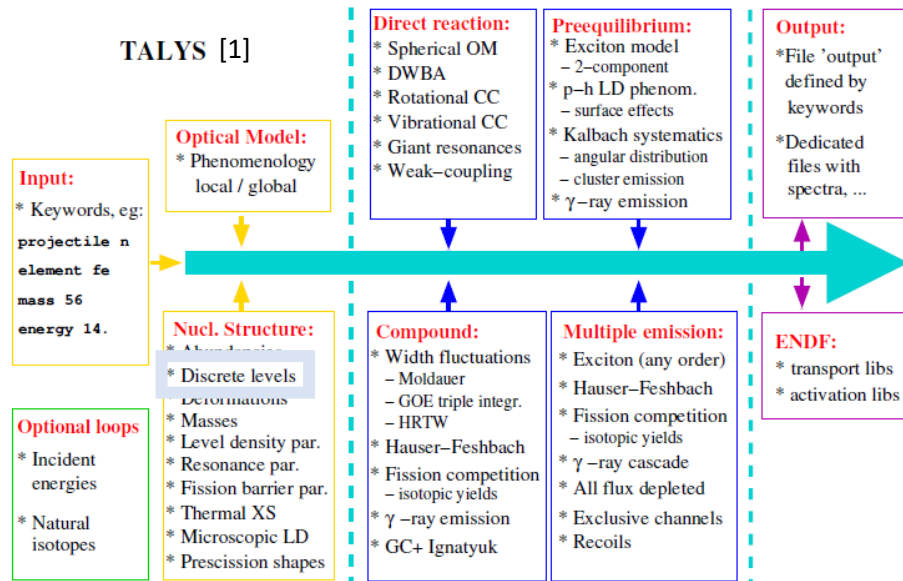 TALYS [1]
Input:
* Keywords, eg:
projectile n
element fe
mass 56
energy 14.
Optional loops
* Incident
energies
* Natural
isotopes
Optical Model:
* Phenomenology
local / global
Nucl. Structure:
* Abundancies
* Discrete levels
* Deformations
* Masses
* Level density par.
* Resonance par.
* Fission barrier par.
* Thermal XS
* Microscopic LD
* Prescission shapes
Direct reaction:
* Spherical OM
* DWBA
* Rotational CC
* Vibrational CC
* Giant resonances
* Weak−coupling
Compound:
* Width fluctuations
− Moldauer
− GOE triple integr.
− HRTW
* Hauser−Feshbach
* Fission competition
− isotopic yields
* γ −ray emission
* GC+ Ignatyuk
Preequilibrium:
* Exciton model
− 2−component
* p−h LD phenom.
− surface effects
* Kalbach systematics
− angular distribution
− cluster emission
* γ−ray emission
Multiple emission:
* Exciton (any order)
* Hauser−Feshbach
* Fission competition
− isotopic yields
* γ−ray cascade
* All flux depleted
* Exclusive channels
* Recoils
Output:
*File 'output'
defined by
keywords
*Dedicated
files with
spectra, ...
ENDF:
* transport libs
* activation libs